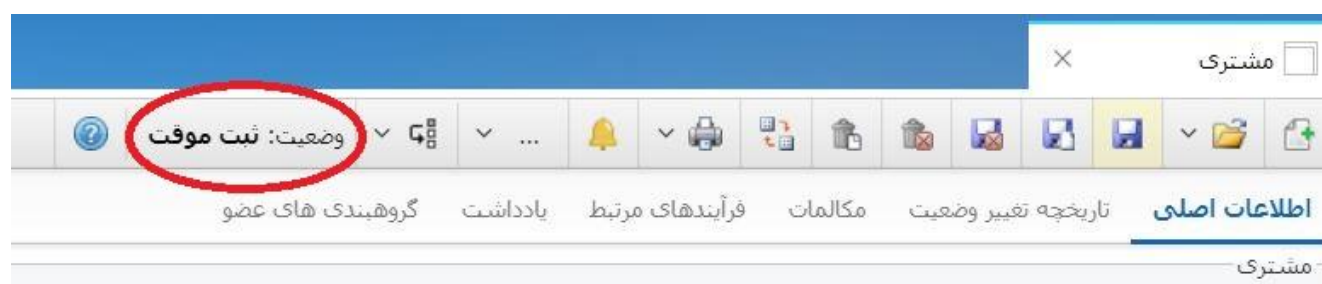 مشتری
... وضعیت: ثبت موقت
اطلاعات اصلی تاریخچه تغییر وضعیت مکالمات فرآیندهای مرتبط یادداشت گروهبندی های عضو
مشتری